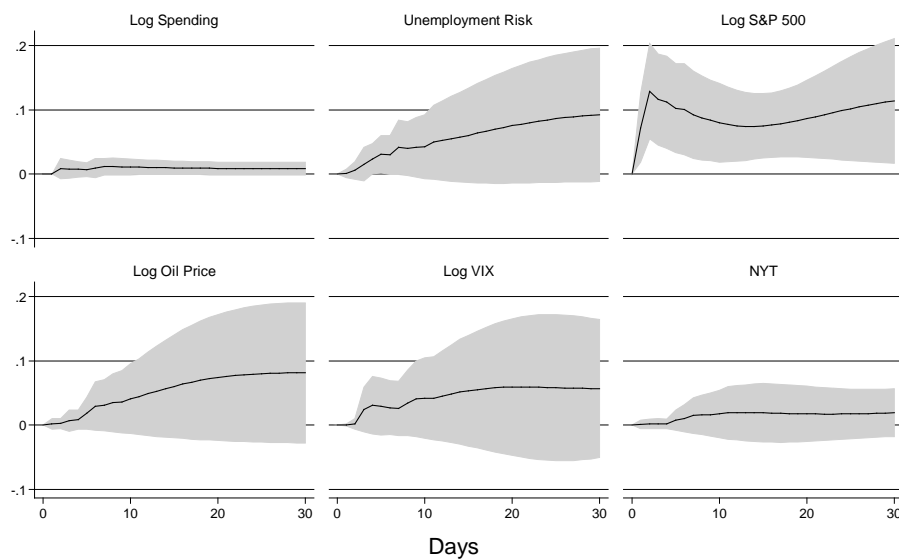 Log Spending Unemployment Risk Log S&P 500
.2
.1
0
-.1
Log Oil Price Log VIX NYT
.2
.1
0
-.1
0 10 20 30 0 10 20 30 0 10 20 30
Days